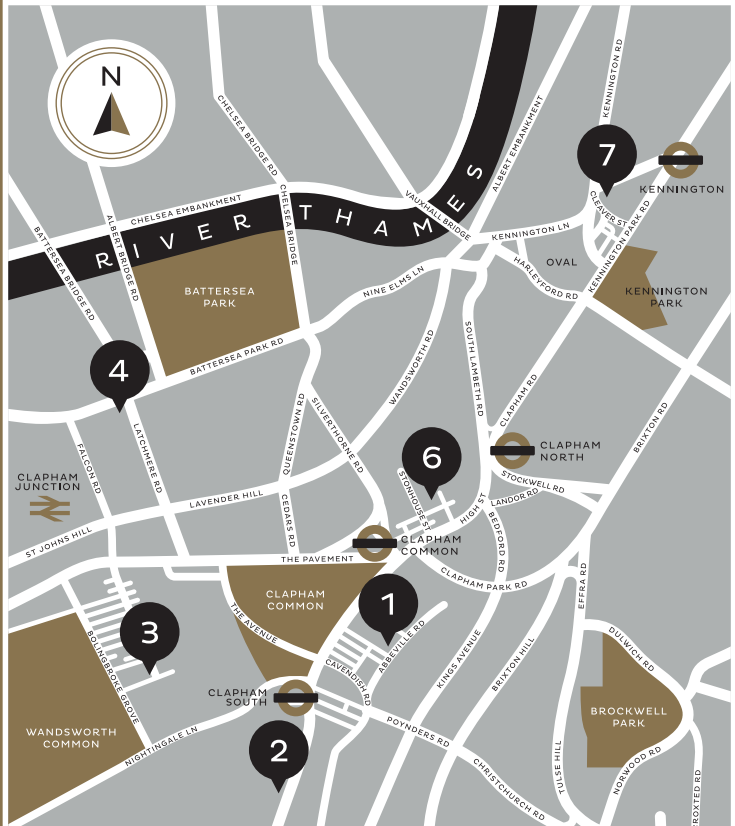 N
KENNINGTON RD
CHELSEA BRIDGE RD
ALBERT EMBANKMENT
7
KENNINGTON
CHELSEA EMBANKMENT
CHELSEA BRIDGE
VAUXHALL BRIDGE
CLEAVER ST
KENNINGTON PARK RD
BATTERSEA BRIDGE RD
ALBERT BRIDGE RD
RIVER THAMES
KENNINGTON LN
OVAL
HARLEYFORD RD
BATTERSEA
PARK
NINE ELMS LN
KENNINGTON
PARK
BATTERSEA PARK RD
WANDSWORTH RD
SOUTH LAMBETH RD
4
CLAPHAM RD
BRIXTON RD
FALCON RD
LATCHMERE RD
QUEENSTOWN RD
SILVERTHORNE RD
6
CLAPHAM
NORTH
CLAPHAM
JUNCTION
STONHOUSE ST
STOCKWELL RD
LAVENDER HILL
CEDARS RD
HIGH ST
LANDOR RD
ST JOHNS HILL
BEDFORD RD
CLAPHAM
COMMON
THE PAVEMENT
CLAPHAM PARK RD
EFFRA RD
CLAPHAM
COMMON
1
THE AVENUE
3
BOLINGBROKE GROVE
ABBEVILLE RD
CAVENDISH RD
KINGS AVENUE
BRIXTON HILL
DULWICH RD
CLAPHAM
SOUTH
BROCKWELL
PARK
WANDSWORTH
COMMON
NIGHTINGALE LN
2
POYNDERS RD
CHRISTCHURCH RD
TULSE HILL
NORWOOD RD
CROXTED RD